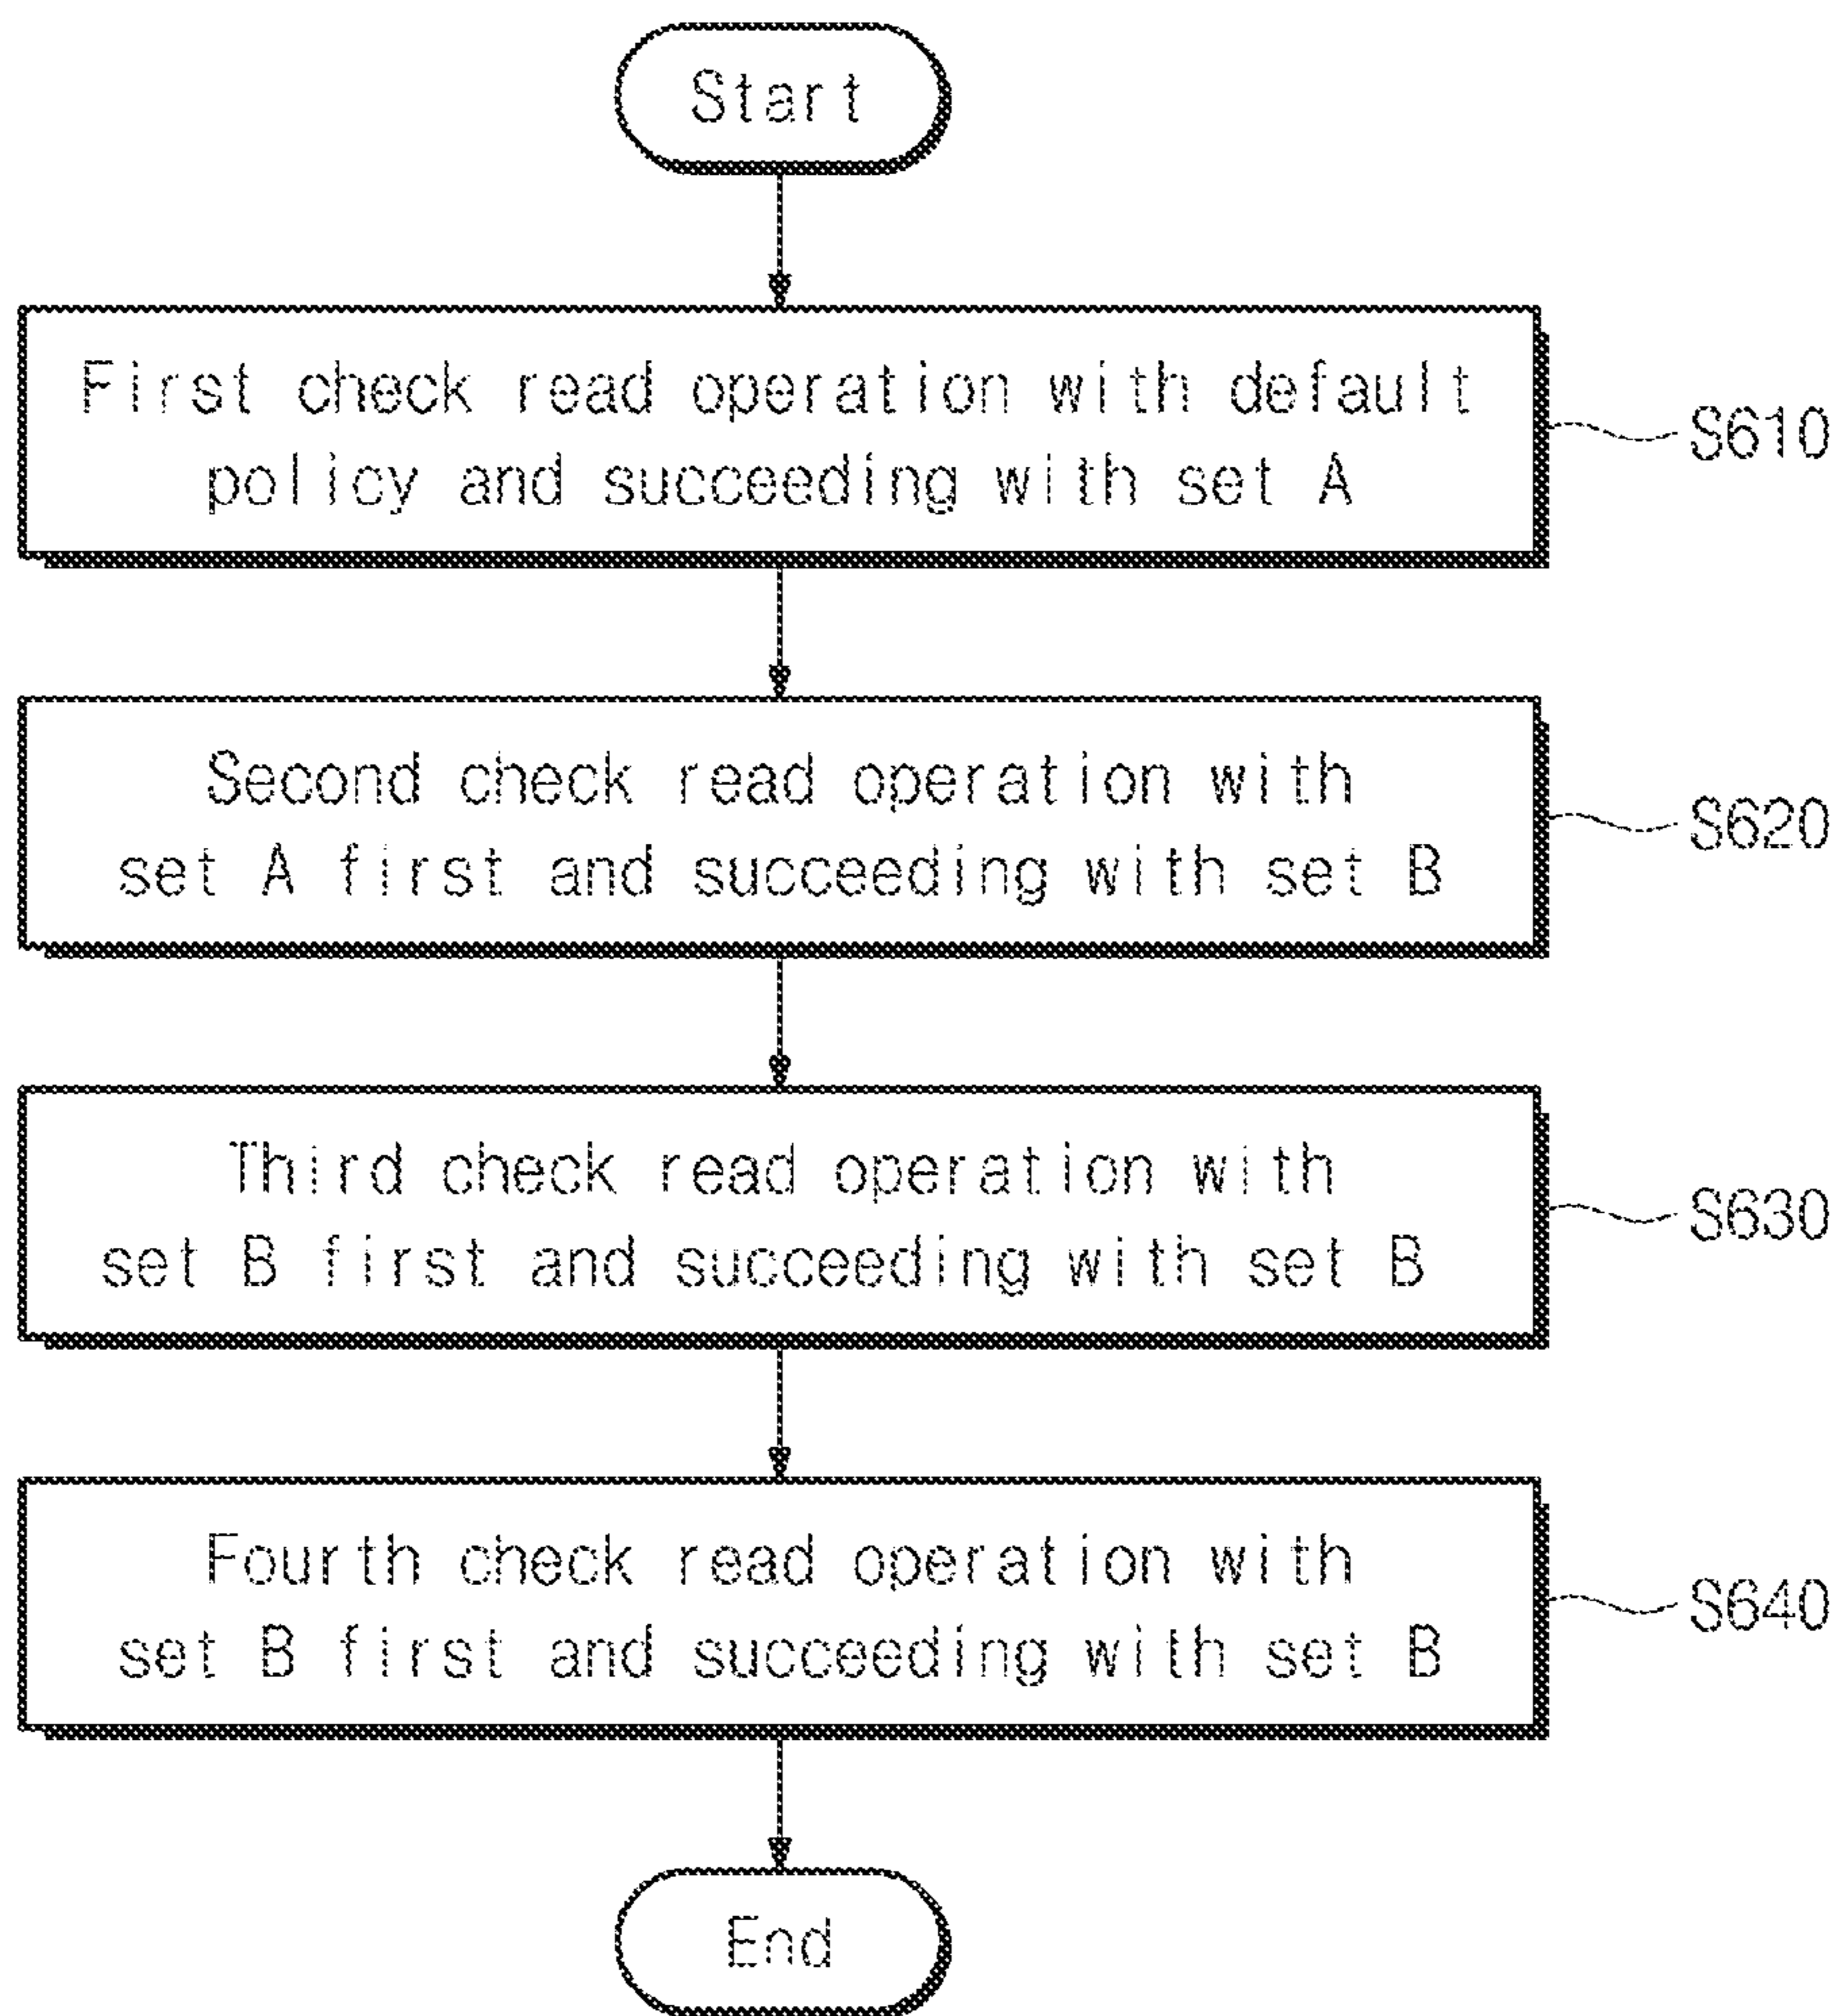 Start
First check read operation with default
policy and succeeding with set A
S610
Second check read operation with
set A first and succeeding with set B
S620
Third check read operation with
set B first and succeeding with set B
S630
Fourth check read operation with
set B first and succeeding with set B
S640
End